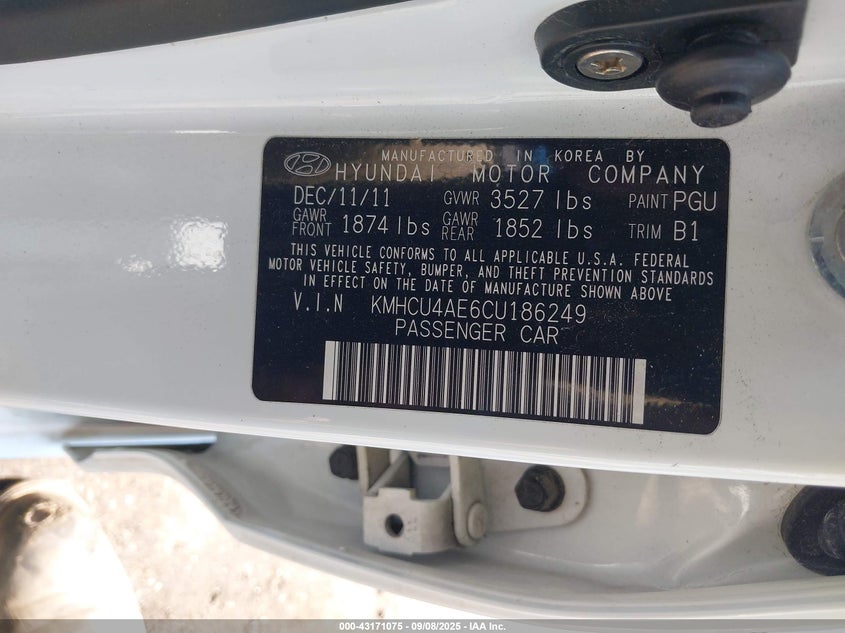 MANUFACTURED IN KOREA BY
HYUNDAI MOTOR COMPANY
DEC/11/11 GVWR 3527 lbs PAINT PGU
GAWR FRONT 1874 lbs GAWR REAR 1852 lbs TRIM B1
THIS VEHICLE CONFORMS TO ALL APPLICABLE U.S.A. FEDERAL
MOTOR VEHICLE SAFETY, BUMPER, AND THEFT PREVENTION STANDARDS
IN EFFECT ON THE DATE OF MANUFACTURE SHOWN ABOVE
V.I.N KMHCU4AE6CU186249
PASSENGER CAR
000-43171075 - 09/08/2025 - IAA Inc.